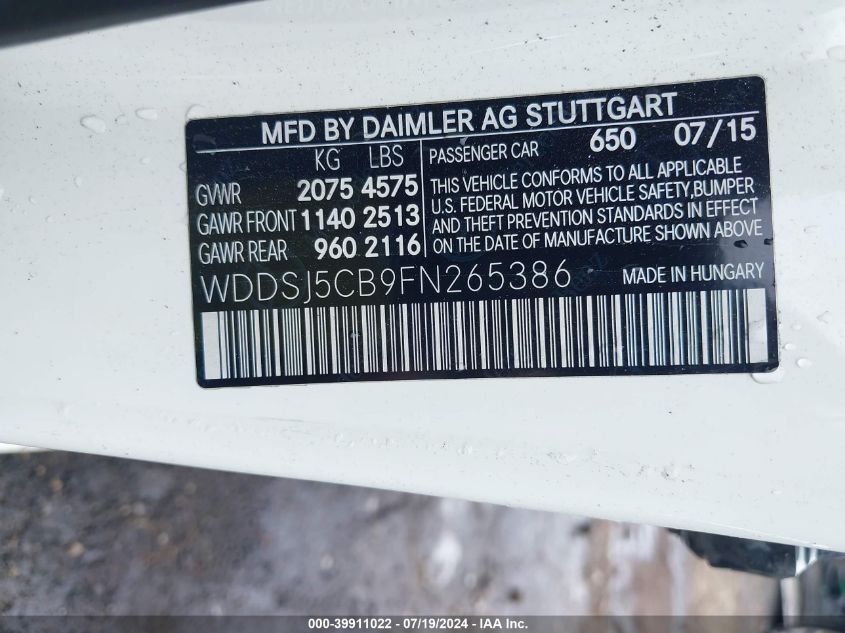 MFD BY DAIMLER AG STUTTGART
KG LBS
GVWR 2075 4575
GAWR FRONT 1140 2513
GAWR REAR 960 2116
PASSENGER CAR 650 07/15
THIS VEHICLE CONFORMS TO ALL APPLICABLE
U.S. FEDERAL MOTOR VEHICLE SAFETY,BUMPER
AND THEFT PREVENTION STANDARDS IN EFFECT
ON THE DATE OF MANUFACTURE SHOWN ABOVE
WDDSJ5CB9FN265386 MADE IN HUNGARY
000-39911022 - 07/19/2024 - IAA Inc.